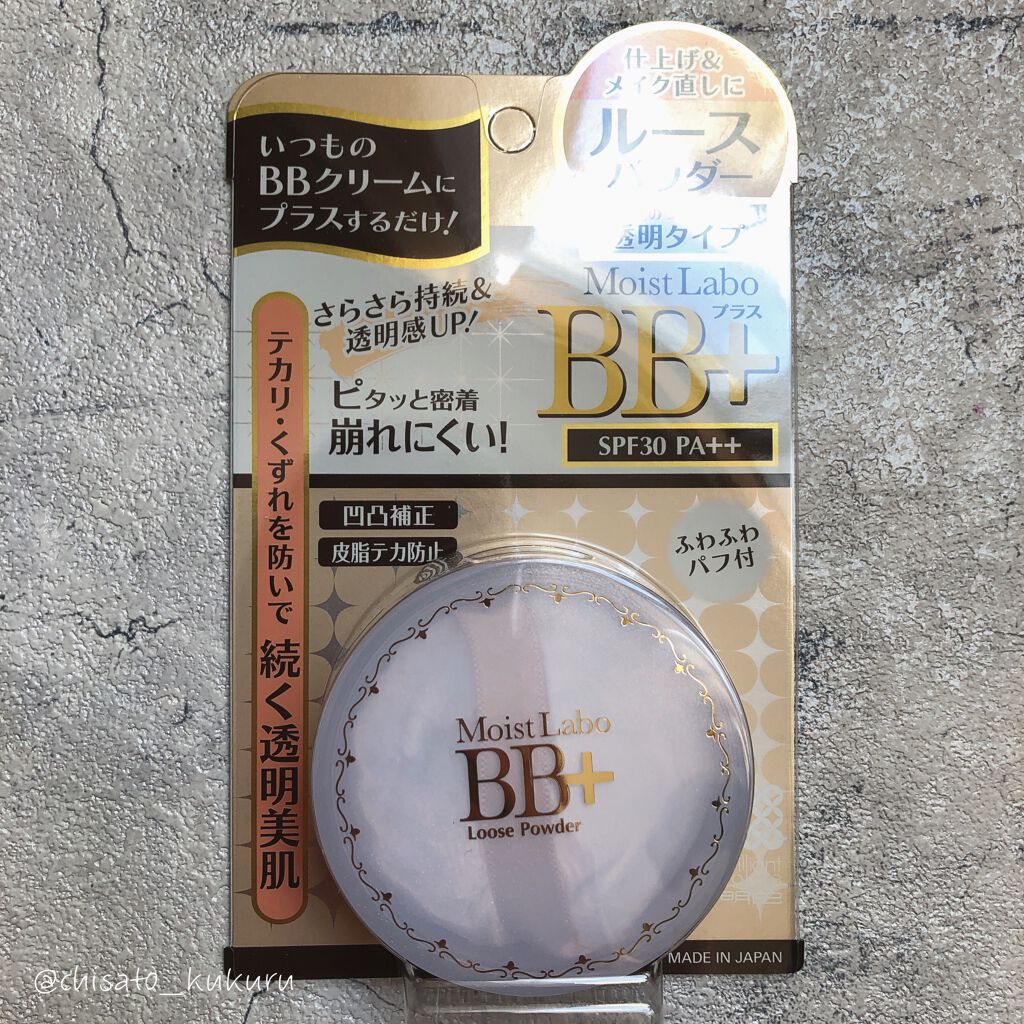 仕上げ&
メイク直しに
ルース
パウダー
透明タイプ
いつもの
BBクリームに
プラスするだけ!
さらさら持続&
透明感UP!
ピタッと密着
崩れにくい!
Moist Labo
プラス
BB+
SPF30 PA++
テカリ・くずれを防いで 続く透明美肌
凹凸補正
皮脂テカ防止
ふわふわ
パフ付
Moist Labo
BB+
Loose Powder
MADE IN JAPAN
@chisato_kukuru